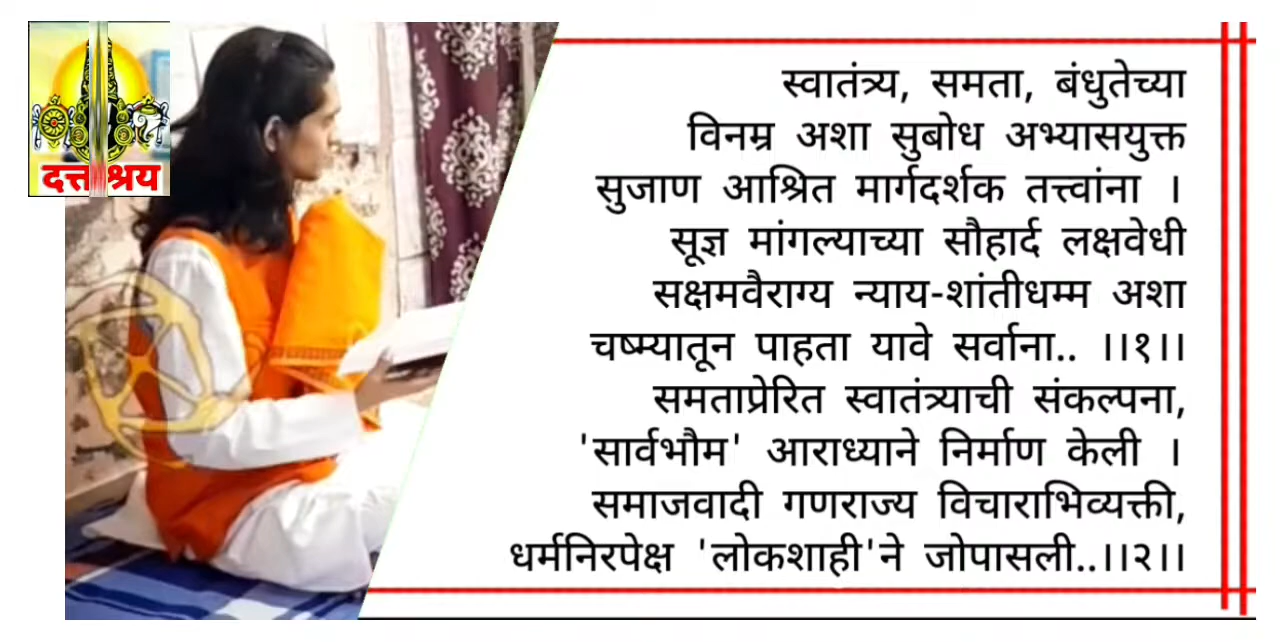 दत्ताश्रय
स्वातंत्र्य, समता, बंधुतेच्या
विनम्र अशा सुबोध अभ्यासयुक्त
सुजाण आश्रित मार्गदर्शक तत्त्वांना ।
सूज्ञ मांगल्याच्या सौहार्द लक्षवेधी
सक्षमवैराग्य न्याय-शांतीधम्म अशा
चष्म्यातून पाहता यावे सर्वाना.. ।।१।।
समताप्रेरित स्वातंत्र्याची संकल्पना,
'सार्वभौम' आराध्याने निर्माण केली ।
समाजवादी गणराज्य विचाराभिव्यक्ती,
धर्मनिरपेक्ष 'लोकशाही'ने जोपासली..।।२।।